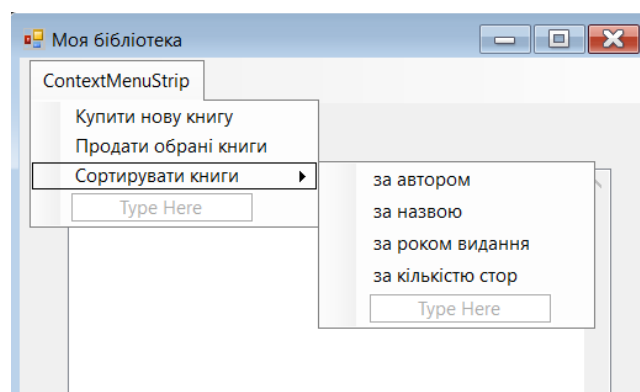 Моя бібліотека
ContextMenuStrip
Купити нову книгу
Продати обрані книги
Сортирувати книги
Type Here
за автором
за назвою
за роком видання
за кількістю стор
Type Here